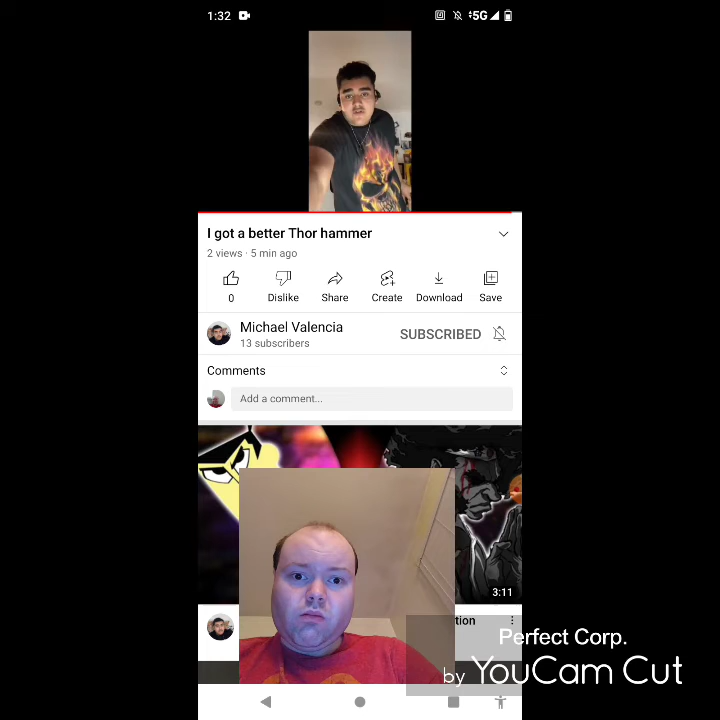 1:32
5G
I got a better Thor hammer
2 views · 5 min ago
0 Dislike Share Create Download Save
Michael Valencia
SUBSCRIBED
13 subscribers
Comments
Add a comment...
3:11
tion
Perfect Corp.
by YouCam Cut